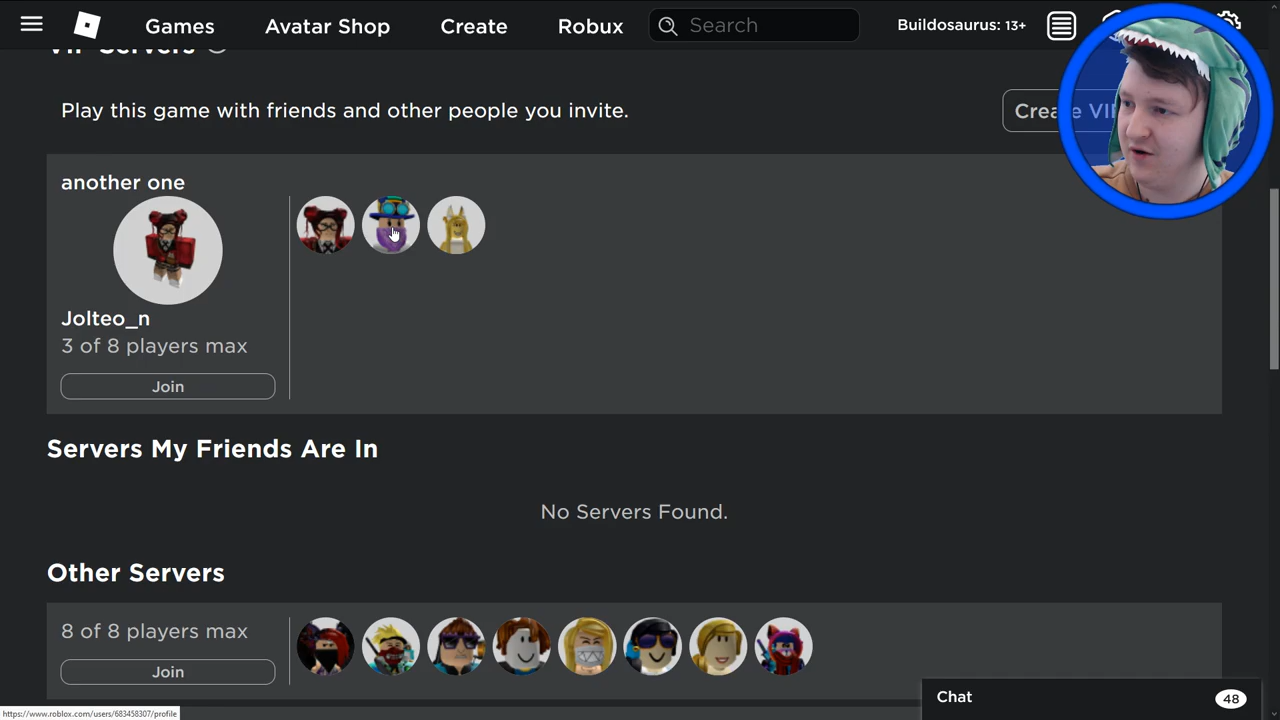 Games Avatar Shop Create Robux Search Buildosaurus: 13+
VIP Servers
Play this game with friends and other people you invite.
Create VIP
another one
Jolteo_n
3 of 8 players max
Join
Servers My Friends Are In
No Servers Found.
Other Servers
8 of 8 players max
Join
Chat 48
https://www.roblox.com/users/683458307/profile